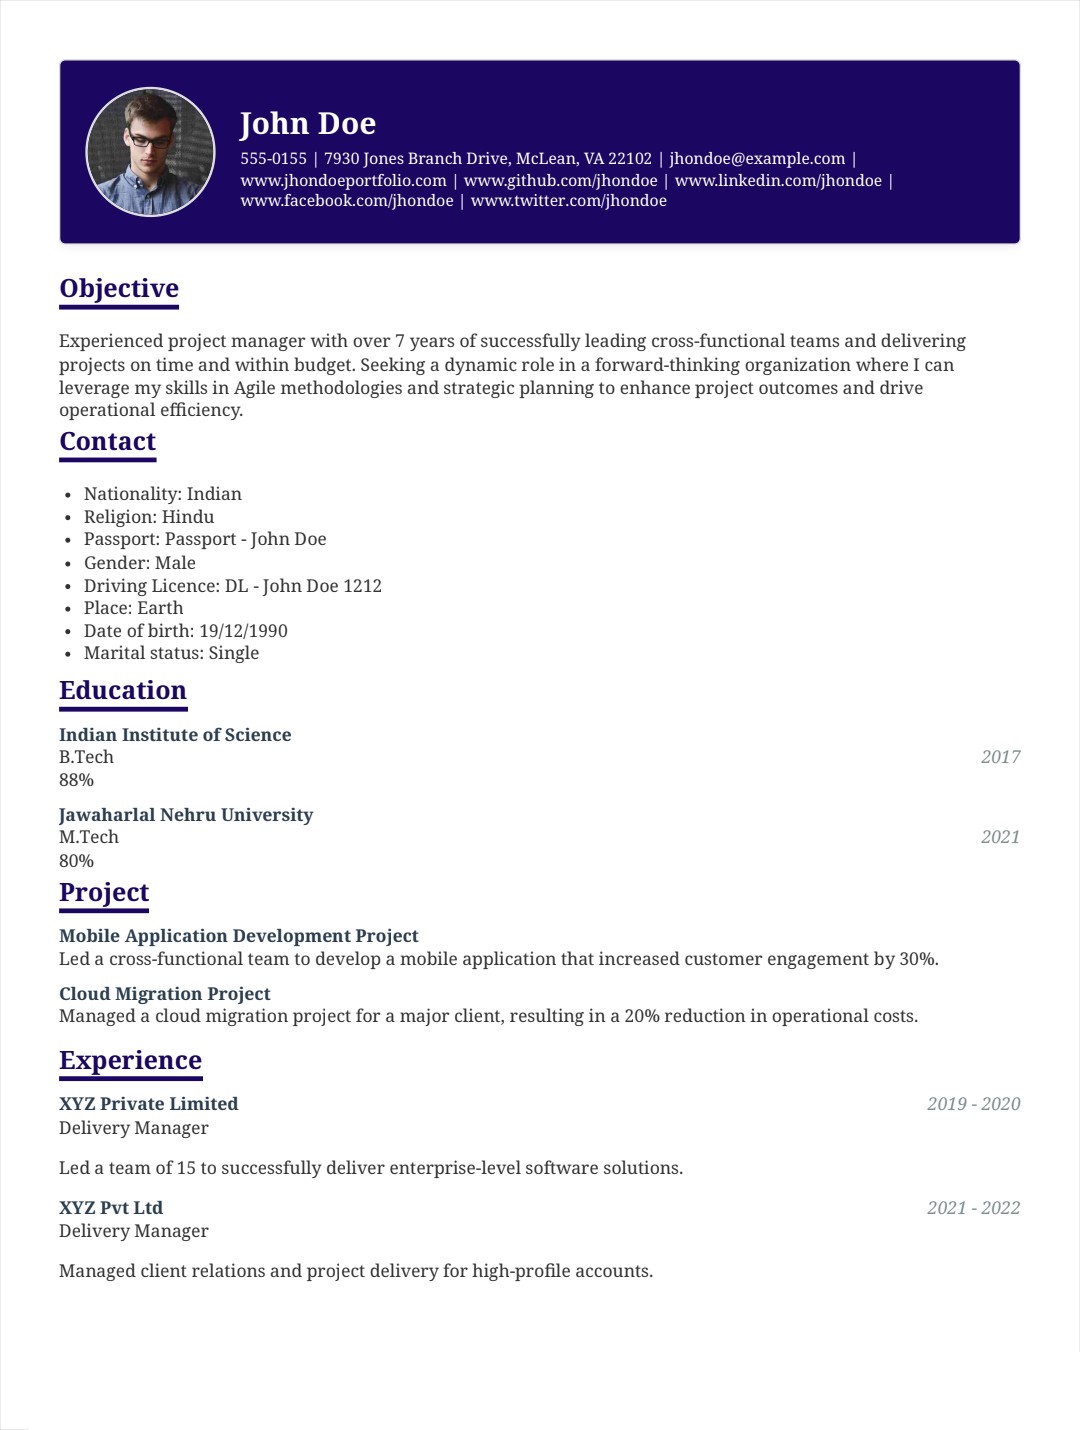 John Doe
555-0155 | 7930 Jones Branch Drive, McLean, VA 22102 | jhondoe@example.com |
www.jhondoeportfolio.com | www.github.com/jhondoe | www.linkedin.com/jhondoe |
www.facebook.com/jhondoe | www.twitter.com/jhondoe
Objective
Experienced project manager with over 7 years of successfully leading cross-functional teams and delivering
projects on time and within budget. Seeking a dynamic role in a forward-thinking organization where I can
leverage my skills in Agile methodologies and strategic planning to enhance project outcomes and drive
operational efficiency.
Contact
• Nationality: Indian
• Religion: Hindu
• Passport: Passport - John Doe
• Gender: Male
• Driving Licence: DL - John Doe 1212
• Place: Earth
• Date of birth: 19/12/1990
• Marital status: Single
Education
Indian Institute of Science
B.Tech 2017
88%
Jawaharlal Nehru University
M.Tech 2021
80%
Project
Mobile Application Development Project
Led a cross-functional team to develop a mobile application that increased customer engagement by 30%.
Cloud Migration Project
Managed a cloud migration project for a major client, resulting in a 20% reduction in operational costs.
Experience
XYZ Private Limited 2019 - 2020
Delivery Manager
Led a team of 15 to successfully deliver enterprise-level software solutions.
XYZ Pvt Ltd 2021 - 2022
Delivery Manager
Managed client relations and project delivery for high-profile accounts.